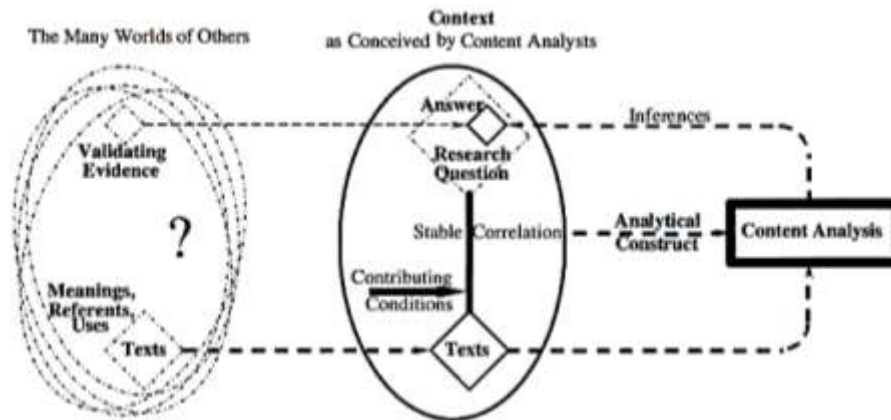 Context
The Many Worlds of Others
as Conceived by Content Analysts
Answer
Inferences
Validating
Evidence
Research
Question
?
Stable Correlation
Analytical
Construct
Content Analysis
Contributing
Conditions
Meanings,
Referents,
Uses
Texts
Texts